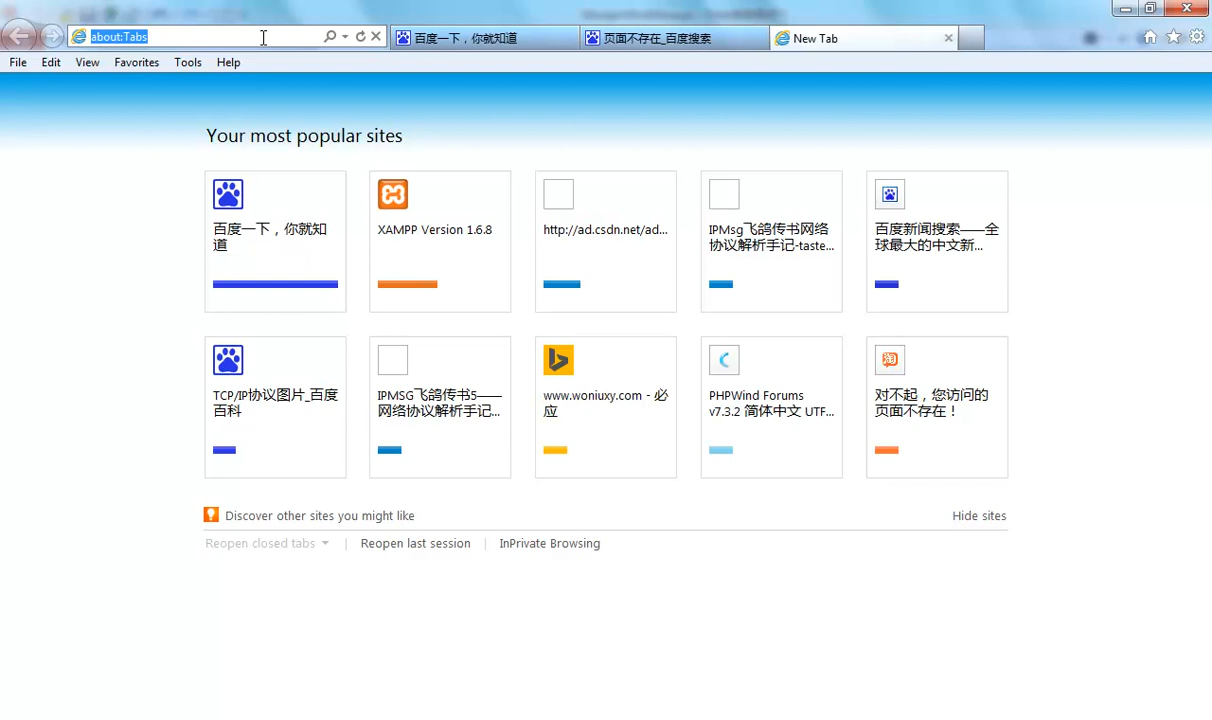 about:Tabs
百度一下，你就知道
页面不存在_百度搜索
New Tab
File Edit View Favorites Tools Help
Your most popular sites
百度一下，你就知
道
XAMPP Version 1.6.8
http://ad.csdn.net/ad...
IPMsg飞鸽传书网络
协议解析手记-taste...
百度新闻搜索——全
球最大的中文新...
TCP/IP协议图片_百度
百科
IPMSG飞鸽传书5——
网络协议解析手记...
www.woniuxy.com - 必
应
PHPWind Forums
v7.3.2 简体中文 UTF...
对不起，您访问的
页面不存在！
Discover other sites you might like
Hide sites
Reopen closed tabs
Reopen last session
InPrivate Browsing